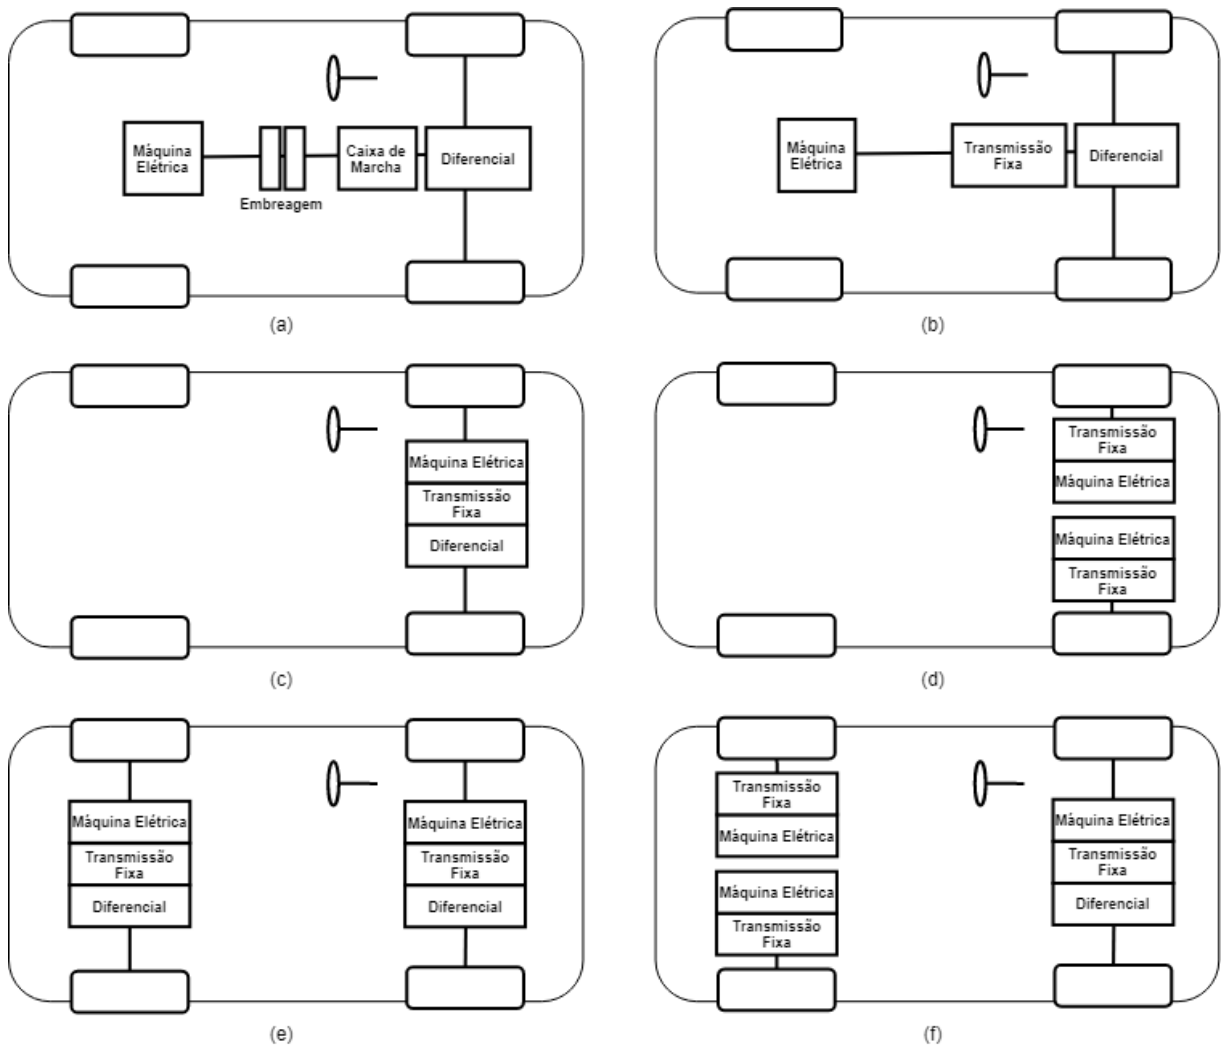 Máquina
Elétrica
Embreagem
Caixa de
Marcha
Diferencial
(a)
Máquina
Elétrica
Transmissão
Fixa
Diferencial
(b)
Máquina Elétrica
Transmissão
Fixa
Diferencial
(c)
Transmissão
Fixa
Máquina Elétrica
Máquina Elétrica
Transmissão
Fixa
(d)
Máquina Elétrica
Transmissão
Fixa
Diferencial
Máquina Elétrica
Transmissão
Fixa
Diferencial
(e)
Transmissão
Fixa
Máquina Elétrica
Máquina Elétrica
Transmissão
Fixa
Máquina Elétrica
Transmissão
Fixa
Diferencial
(f)